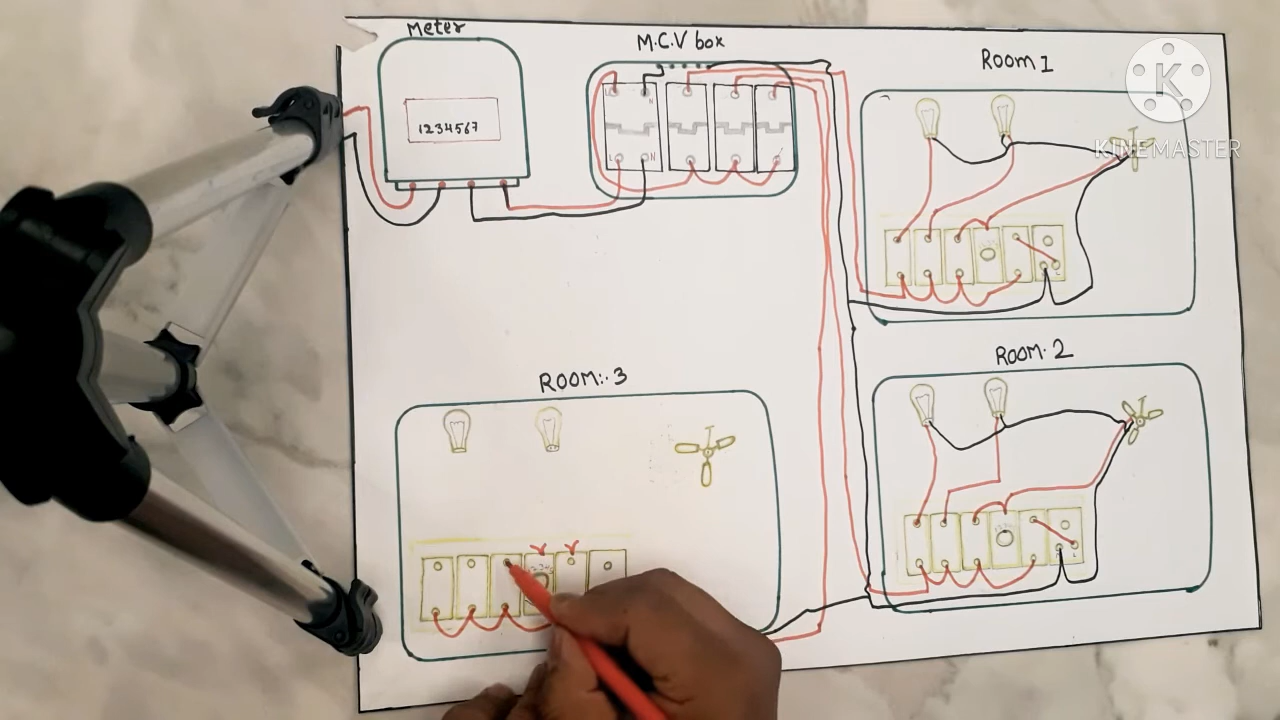 Meter
M.C.V box
Room 1
K
KINEMASTER
1234567
L N
L N
ROOM. 2
ROOM:. 3